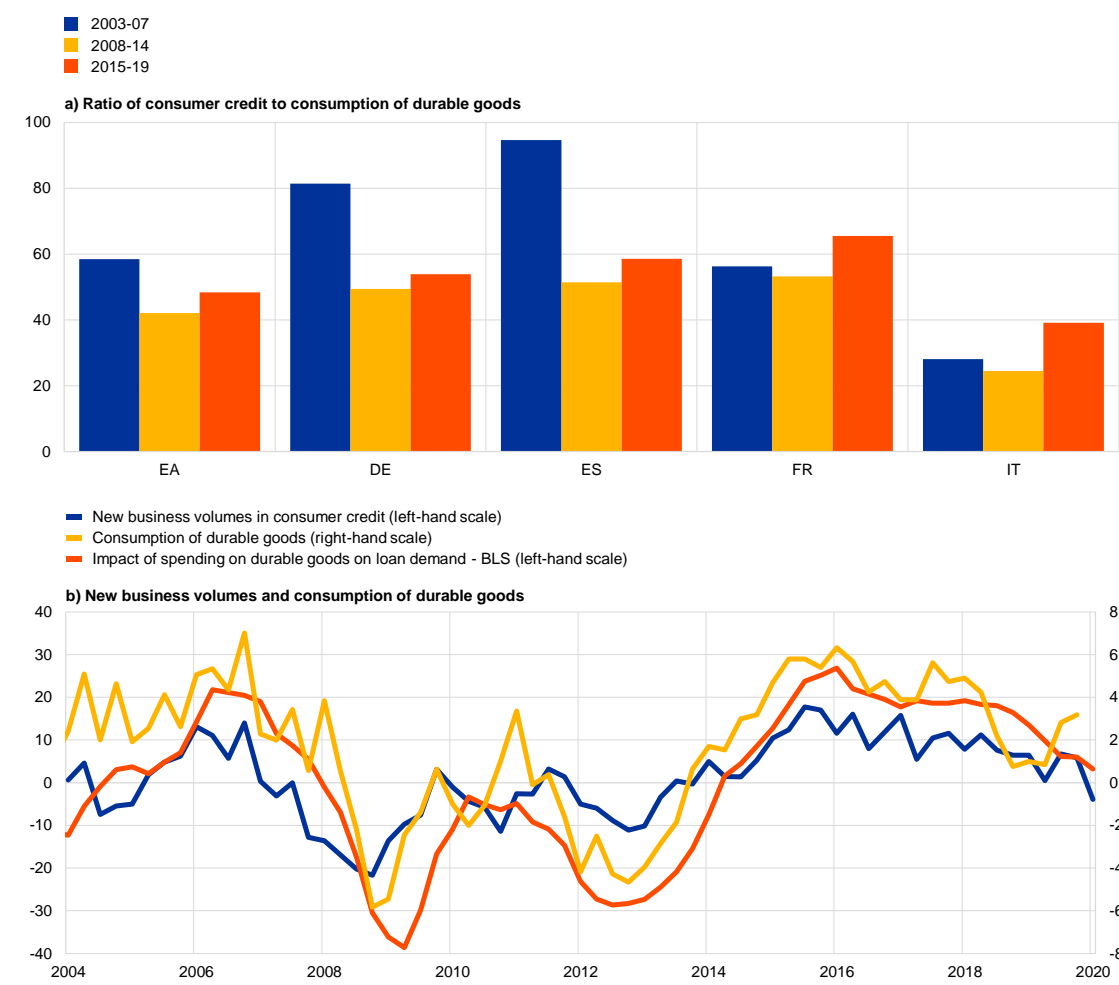 2003-07
2008-14
2015-19
a) Ratio of consumer credit to consumption of durable goods
100
80
60
40
20
0
EA DE ES FR IT
New business volumes in consumer credit (left-hand scale)
Consumption of durable goods (right-hand scale)
Impact of spending on durable goods on loan demand - BLS (left-hand scale)
b) New business volumes and consumption of durable goods
40 8
30 6
20 4
10 2
0 0
-10 -2
-20 -4
-30 -6
-40 -8
2004 2006 2008 2010 2012 2014 2016 2018 2020